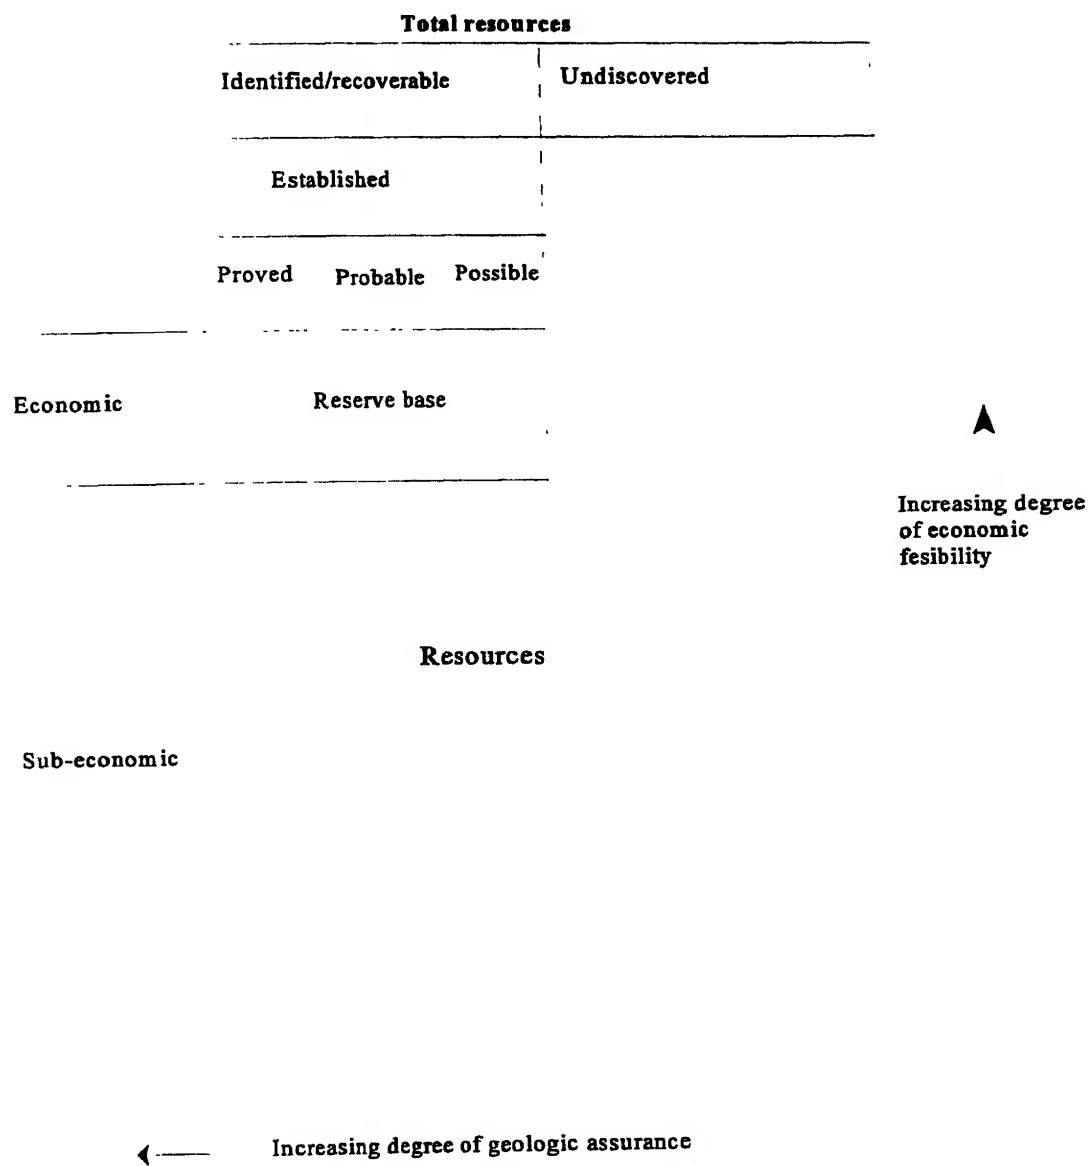 Total resources
Identified/recoverable Undiscovered
Established
Proved Probable Possible
Economic Reserve base
Increasing degree
of economic
fesibility
Resources
Sub-economic
Increasing degree of geologic assurance